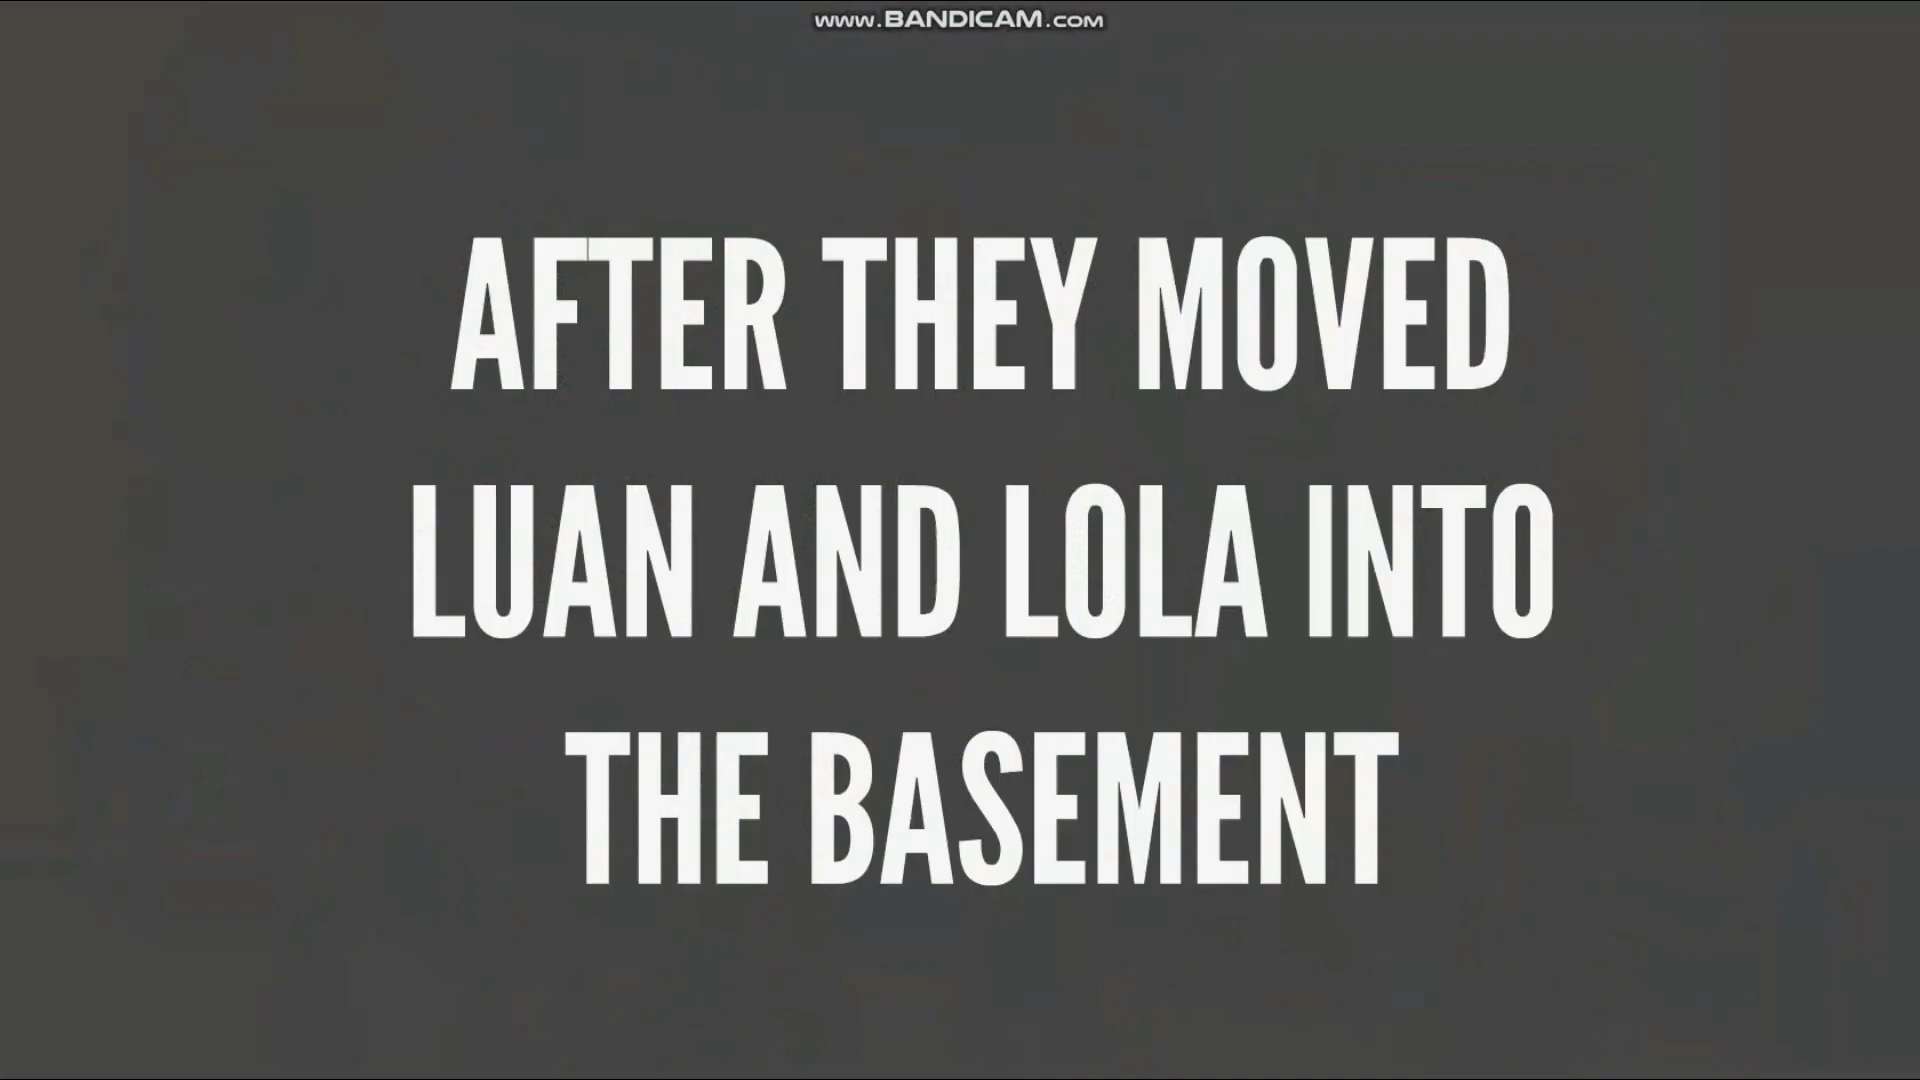 www.BANDICAM.com
AFTER THEY MOVED
LUAN AND LOLA INTO
THE BASEMENT